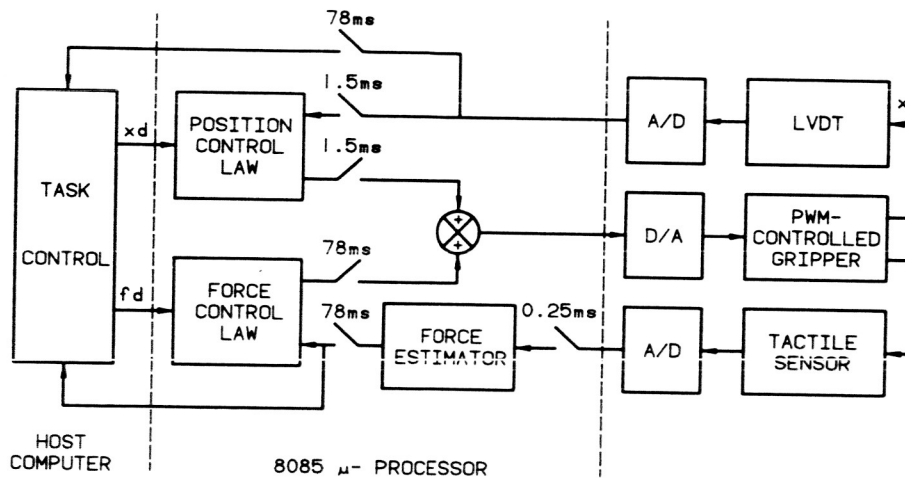 78ms
1.5ms
xd
POSITION
CONTROL
LAW
1.5ms
A/D
LVDT
x
TASK
CONTROL
+
+
D/A
PWM-
CONTROLLED
GRIPPER
78ms
fd
FORCE
CONTROL
LAW
78ms
FORCE
ESTIMATOR
0.25ms
A/D
TACTILE
SENSOR
HOST
COMPUTER
8085 μ- PROCESSOR